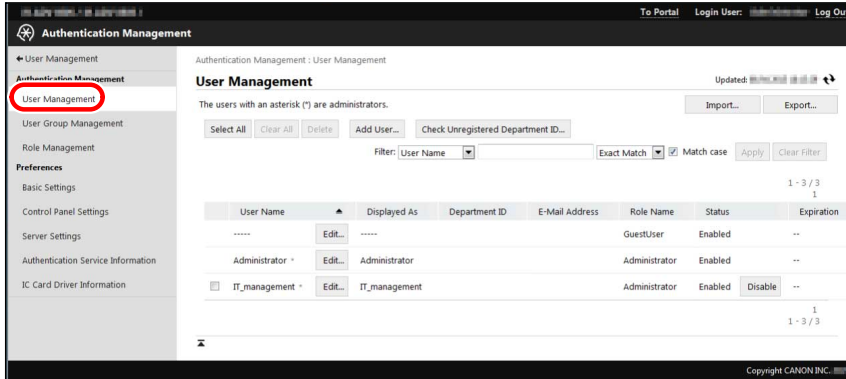 To Portal Login User: Log Ou
Authentication Management
User Management
Authentication Management
User Management
User Group Management
Role Management
Preferences
Basic Settings
Control Panel Settings
Server Settings
Authentication Service Information
IC Card Driver Information
Authentication Management : User Management
User Management
Updated:
The users with an asterisk (*) are administrators.
Import... Export...
Select All Clear All Delete Add User... Check Unregistered Department ID...
Filter: User Name Exact Match Match case Apply Clear Filter
1 - 3 / 3
1
User Name Displayed As Department ID E-Mail Address Role Name Status Expiration
----- Edit... ----- GuestUser Enabled --
Administrator * Edit... Administrator Administrator Enabled --
IT_management * Edit... IT_management Administrator Enabled Disable --
1
1 - 3 / 3
Copyright CANON INC.